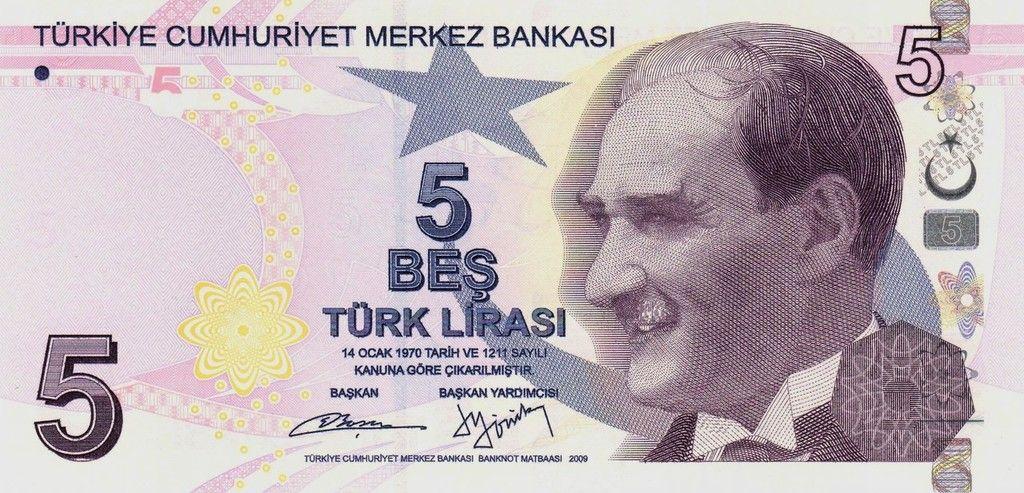 TÜRKİYE CUMHURİYET MERKEZ BANKASI
5
5
5
5
BEŞ
TÜRK LİRASI
14 OCAK 1970 TARİH VE 1211 SAYILI
KANUNA GÖRE ÇIKARILMIŞTIR.
BAŞKAN BAŞKAN YARDIMCISI
5
TÜRKİYE CUMHURİYET MERKEZ BANKASI BANKNOT MATBAASI 2009